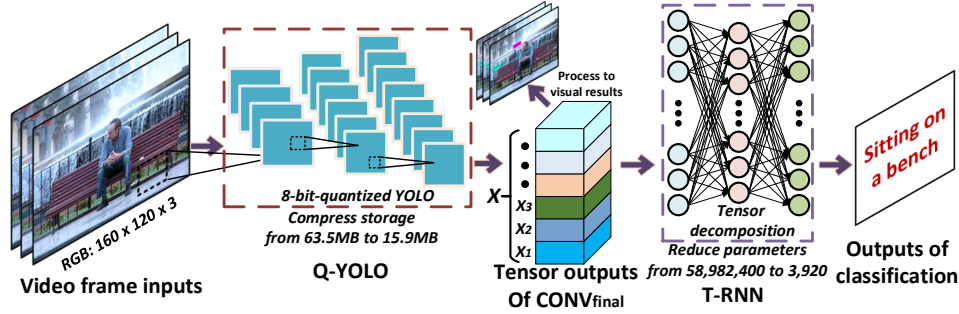 RGB: 160 x 120 x 3
Video frame inputs
8-bit-quantized YOLO
Compress storage
from 63.5MB to 15.9MB
Q-YOLO
Process to
visual results
X
X3
X2
X1
Tensor outputs
Of CONVfinal
Tensor
decomposition
Reduce parameters
from 58,982,400 to 3,920
T-RNN
Sitting on
a bench
Outputs of
classification